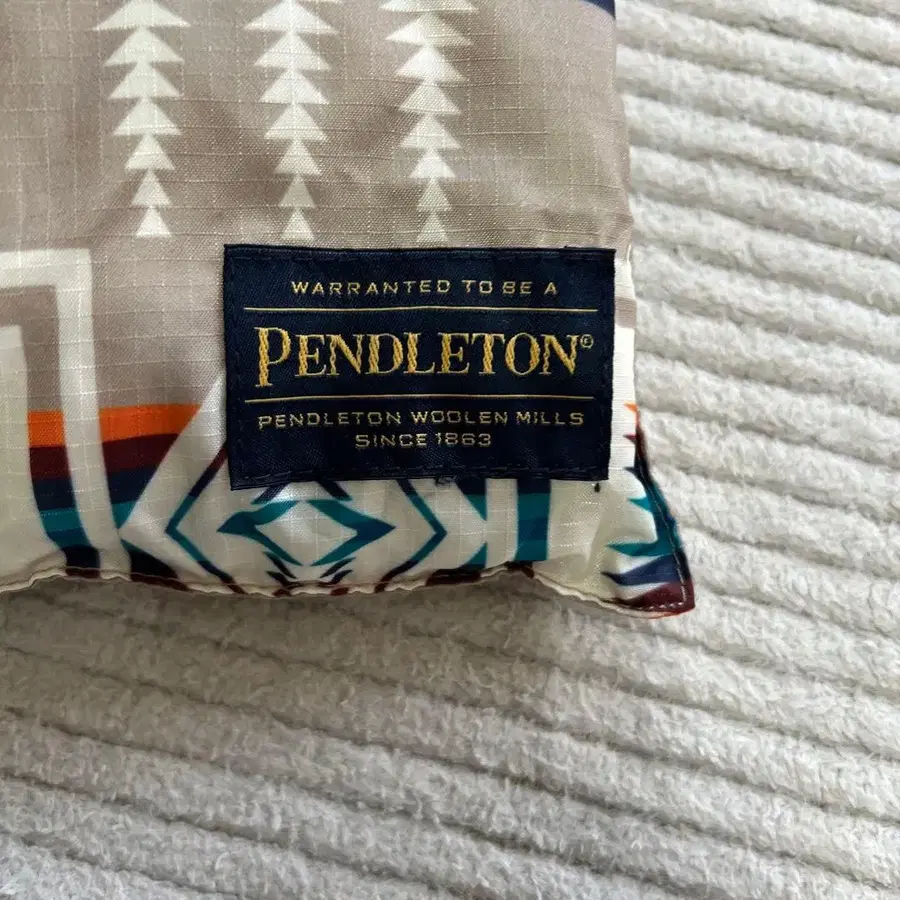 WARRANTED TO BE A
PENDLETON®
PENDLETON WOOLEN MILLS
SINCE 1863